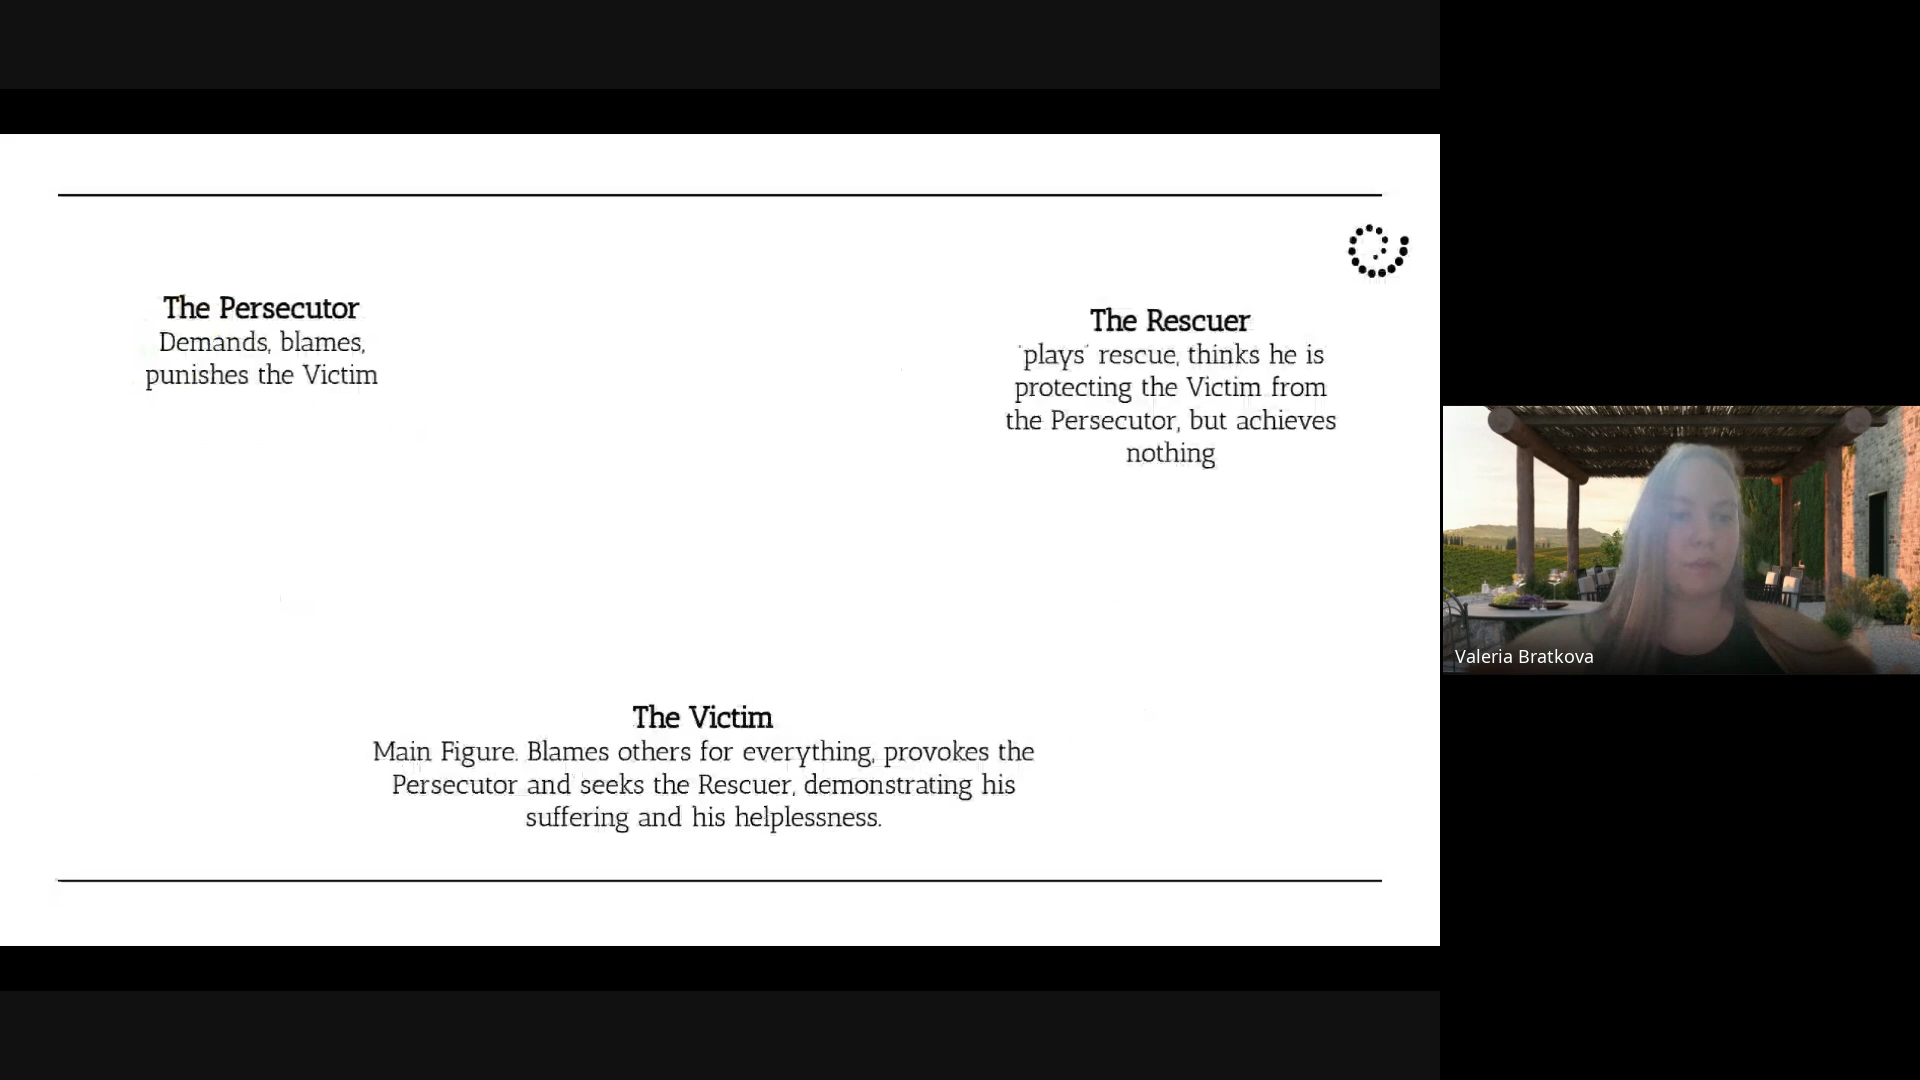 The Persecutor
Demands, blames,
punishes the Victim
The Rescuer
'plays' rescue, thinks he is
protecting the Victim from
the Persecutor, but achieves
nothing
The Victim
Main Figure. Blames others for everything, provokes the
Persecutor and seeks the Rescuer, demonstrating his
suffering and his helplessness.
Valeria Bratkova